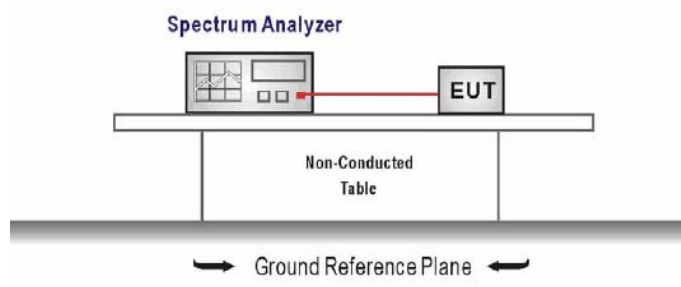 Spectrum Analyzer
EUT
Non-Conducted
Table
Ground Reference Plane